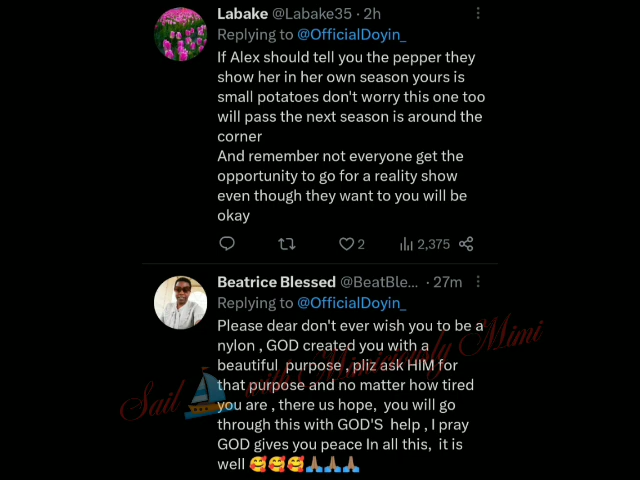 Labake @Labake35 · 2h
Replying to @OfficialDoyin_
If Alex should tell you the pepper they
show her in her own season yours is
small potatoes don't worry this one too
will pass the next season is around the
corner
And remember not everyone get the
opportunity to go for a reality show
even though they want to you will be
okay
2 2,375
Beatrice Blessed @BeatBle... · 27m
Replying to @OfficialDoyin_
Please dear don't ever wish you to be a
nylon , GOD created you with a
beautiful purpose , pliz ask HIM for
that purpose and no matter how tired
you are , there us hope, you will go
through this with GOD'S help , I pray
GOD gives you peace In all this, it is
well 🥰🥰🥰🙏🏽🙏🏽🙏🏽
Sail ⛵ with Mimi